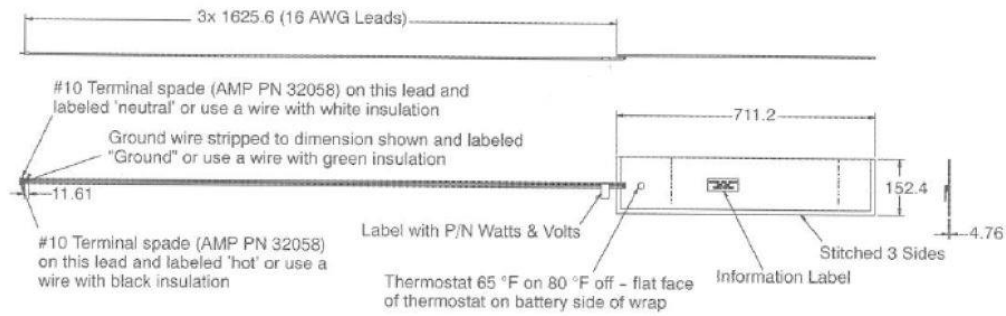 3x 1625.6 (16 AWG Leads)
#10 Terminal spade (AMP PN 32058) on this lead and
labeled 'neutral' or use a wire with white insulation
711.2
Ground wire stripped to dimension shown and labeled
"Ground" or use a wire with green insulation
11.61
152.4
Label with P/N Watts & Volts
4.76
#10 Terminal spade (AMP PN 32058)
on this lead and labeled 'hot' or use a
wire with black insulation
Stitched 3 Sides
Information Label
Thermostat 65 °F on 80 °F off – flat face
of thermostat on battery side of wrap